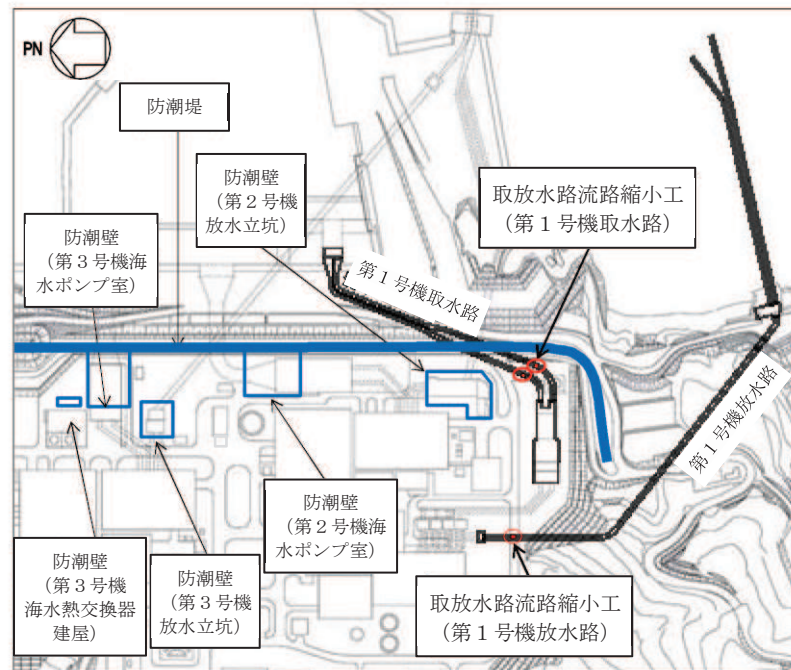 PN
防潮堤
防潮壁
（第２号機
放水立坑）
取放水路流路縮小工
（第１号機取水路）
防潮壁
（第３号機海
水ポンプ室）
第１号機取水路
第１号機放水路
防潮壁
（第２号機海
水ポンプ室）
防潮壁
（第３号機
海水熱交換器
建屋）
防潮壁
（第３号機
放水立坑）
取放水路流路縮小工
（第１号機放水路）